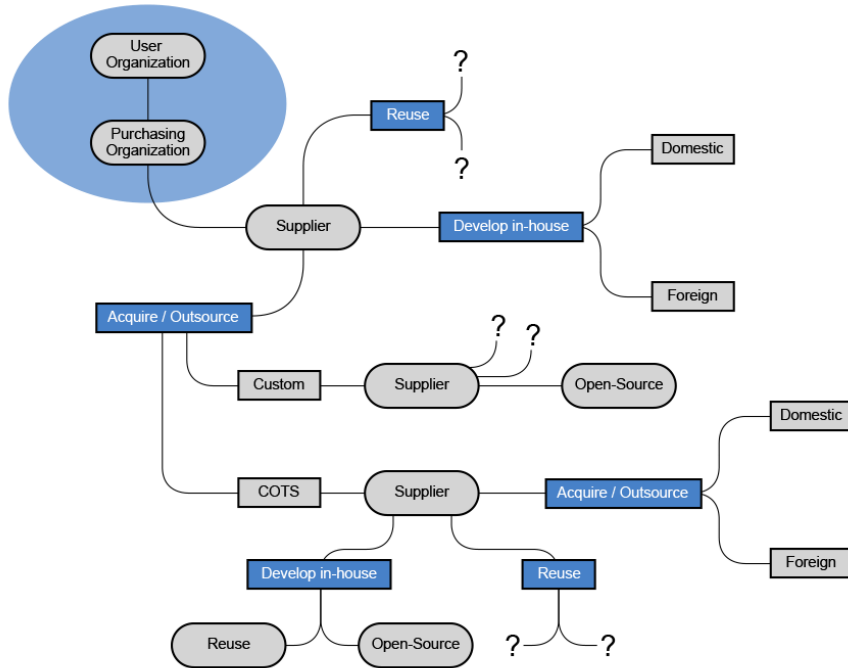 User
Organization
Purchasing
Organization
?
Reuse
?
Domestic
Supplier
Develop in-house
Foreign
Acquire / Outsource
?
?
Custom
Supplier
Open-Source
Domestic
COTS
Supplier
Acquire / Outsource
Foreign
Develop in-house
Reuse
Reuse
Open-Source
?
?